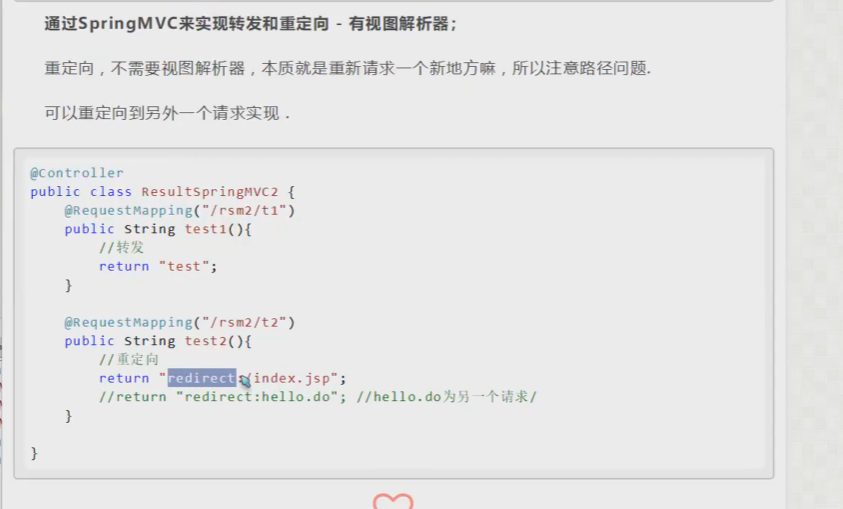 通过SpringMVC来实现转发和重定向 - 有视图解析器；
重定向，不需要视图解析器，本质就是重新请求一个新地方嘛，所以注意路径问题.
可以重定向到另外一个请求实现．
@Controller
public class ResultSpringMVC2 {
@RequestMapping("/rsm2/t1")
public String test1(){
//转发
return "test";
}
@RequestMapping("/rsm2/t2")
public String test2(){
//重定向
return "redirect:/index.jsp";
//return "redirect:hello.do"; //hello.do为另一个请求/
}
}